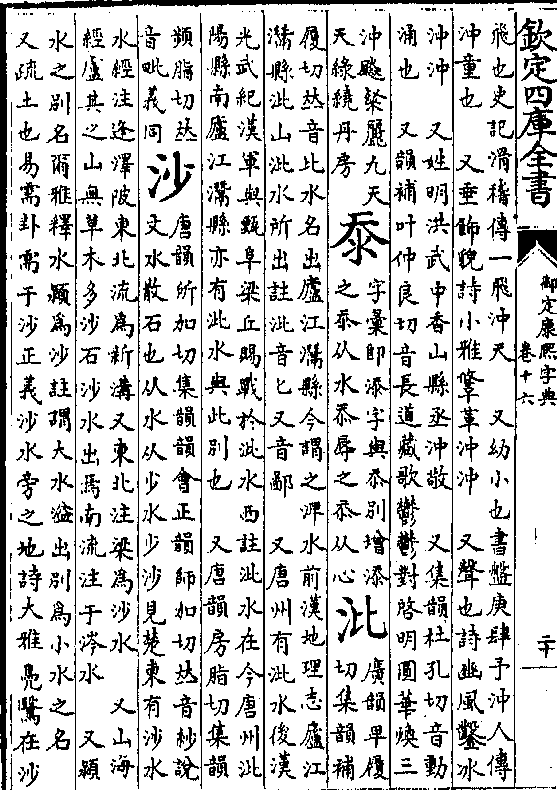 欽定四庫全書
御定康熙字典
卷十六
二十
飛也史記滑稽傳一飛沖天　又幼小也書盤庚肆予沖人傳
沖童也　又垂飾貌詩小雅鞗革沖沖　又聲也詩豳風鑿冰
沖沖　又姓明洪武中香山縣丞沖敬　又集韻杜孔切音動
涌也　又韻補叶仲良切音長道藏歌鬱鬱對啓明圓華煥三
沖飈粲麗九天
天綠繞丹房
沗
字彙即添字與忝別增添
之沗从水忝辱之忝从心
沘
廣韻卑履
切集韻補
履切𠀤音比水名出廬江灊縣今謂之渒水前漢地理志廬江
灊縣沘山沘水所出註沘音匕又音鄙　又唐州有沘水後漢
光武紀漢軍與甄阜梁丘賜戰於沘水西註沘水在今唐州沘
陽縣南廬江灊縣亦有沘水與此別也　又唐韻房脂切集韻
頻脂切𠀤
音毗義同
沙
唐韻所加切集韻韻會正韻師加切𠀤音紗說
文水散石也从水从少水少沙見楚東有沙水
水經注逢澤陂東北流爲新溝又東北注梁爲沙水　又山海
經盧其之山無草木多沙石沙水出焉南流注于涔水　又潁
水之別名爾雅釋水潁爲沙註謂大水溢出別爲小水之名
又疏土也易需卦需于沙正義沙水旁之地詩大雅鳧鷖在沙